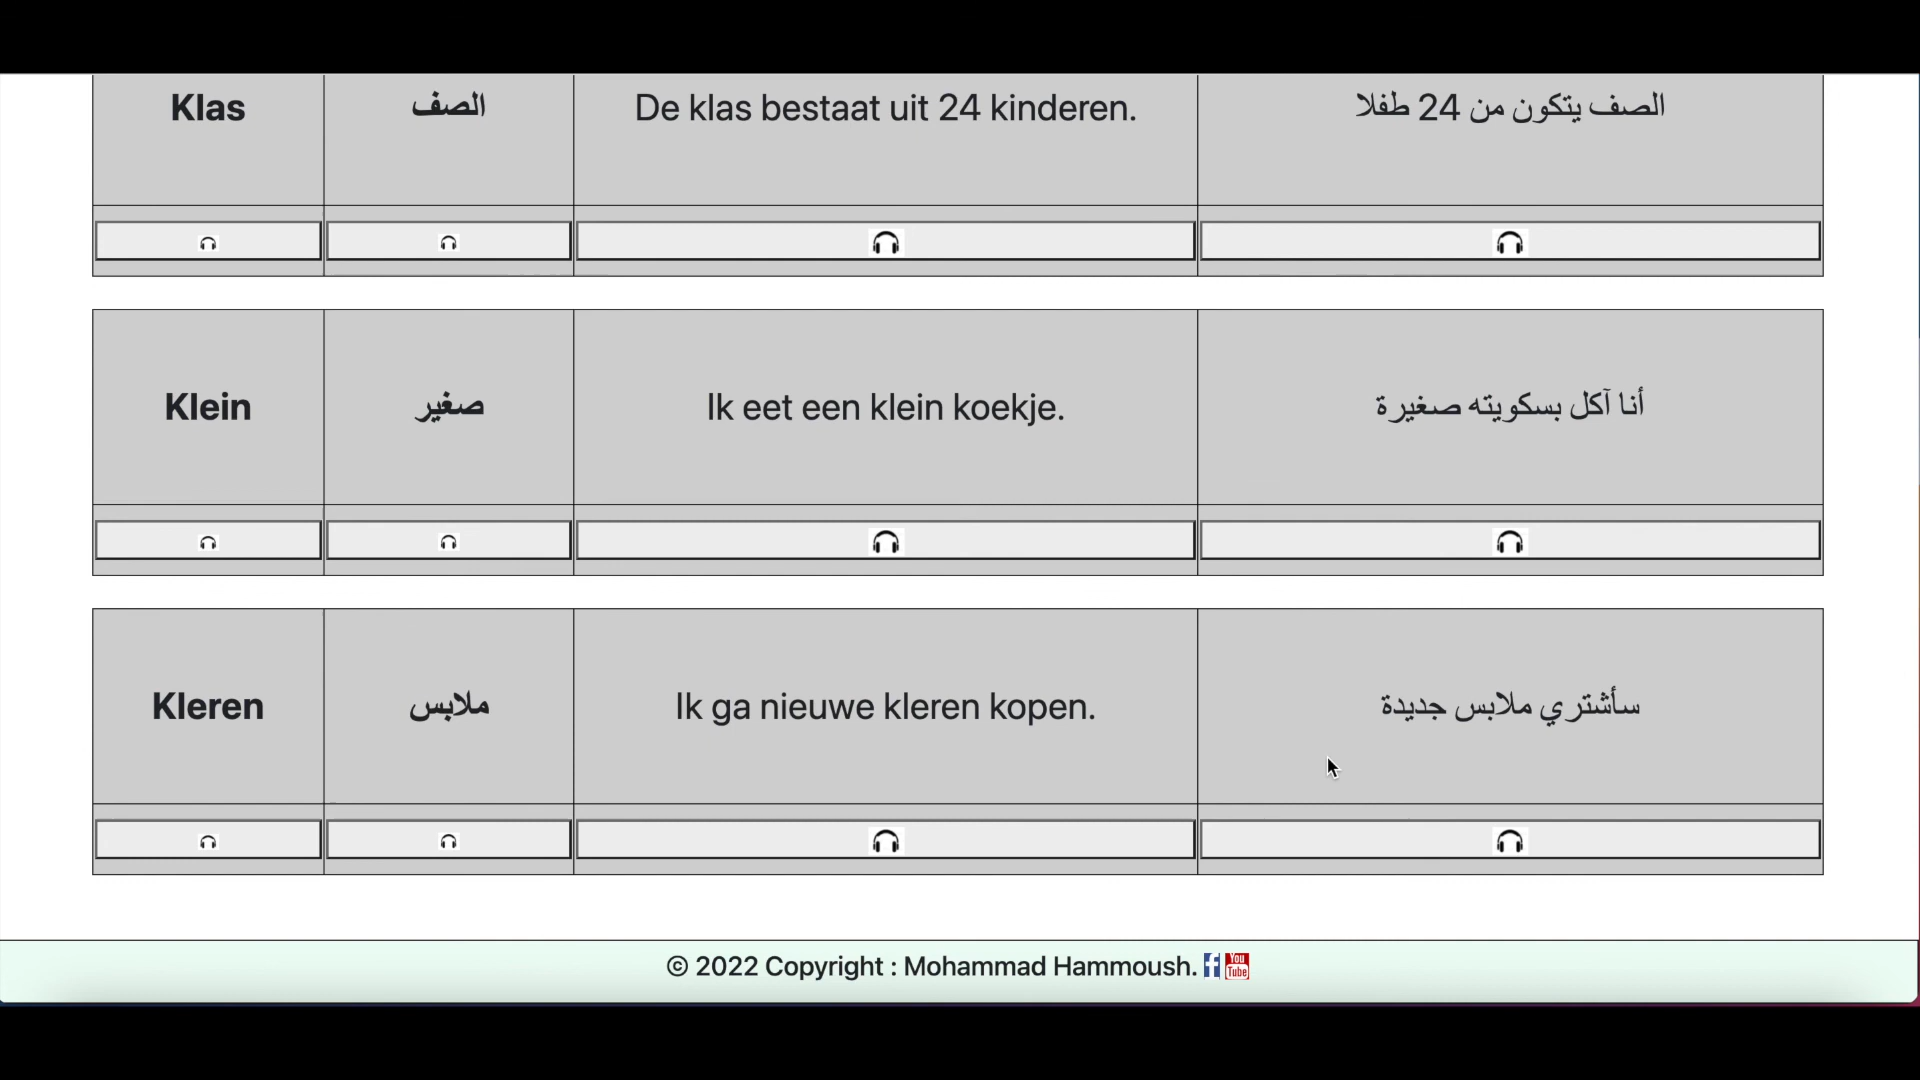 Klas
الصف
De klas bestaat uit 24 kinderen.
الصف يتكون من 24 طفلا
Klein
صغير
Ik eet een klein koekje.
أنا آكل بسكويته صغيرة
Kleren
ملابس
Ik ga nieuwe kleren kopen.
سأشتري ملابس جديدة
© 2022 Copyright : Mohammad Hammoush. f You Tube